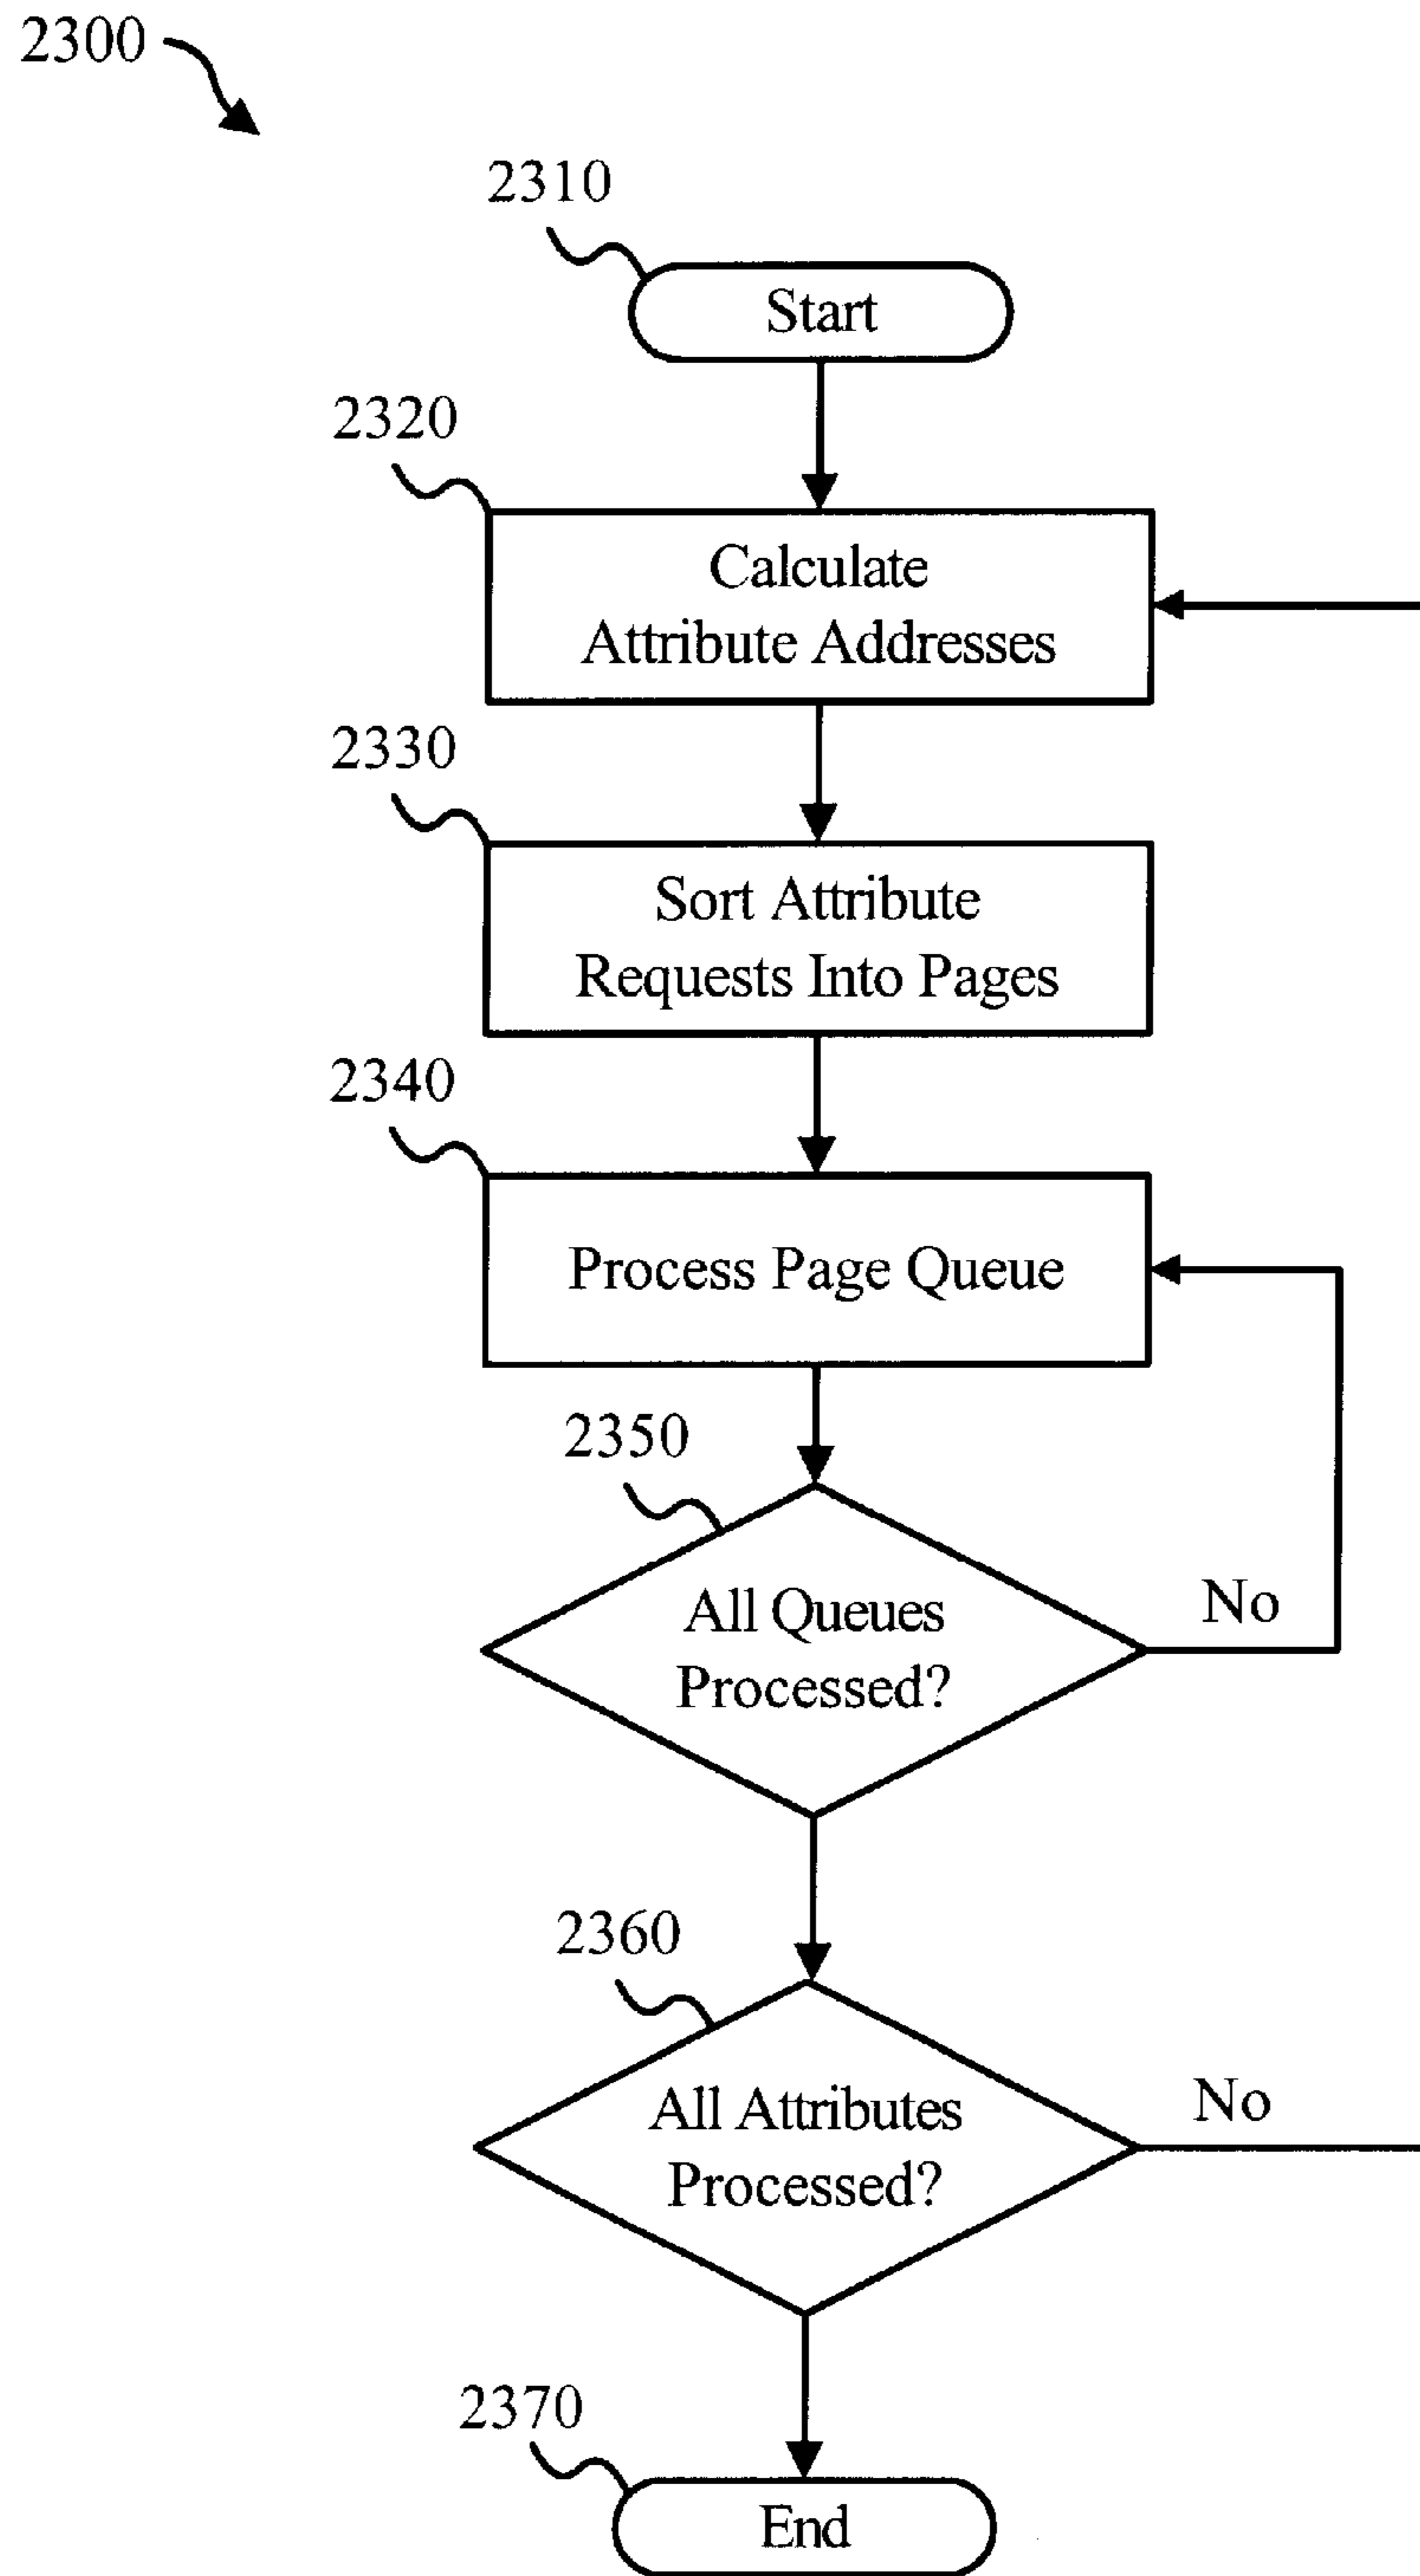 2300
2310
Start
2320
Calculate
Attribute Addresses
2330
Sort Attribute
Requests Into Pages
2340
Process Page Queue
2350
All Queues
Processed?
No
2360
All Attributes
Processed?
No
2370
End